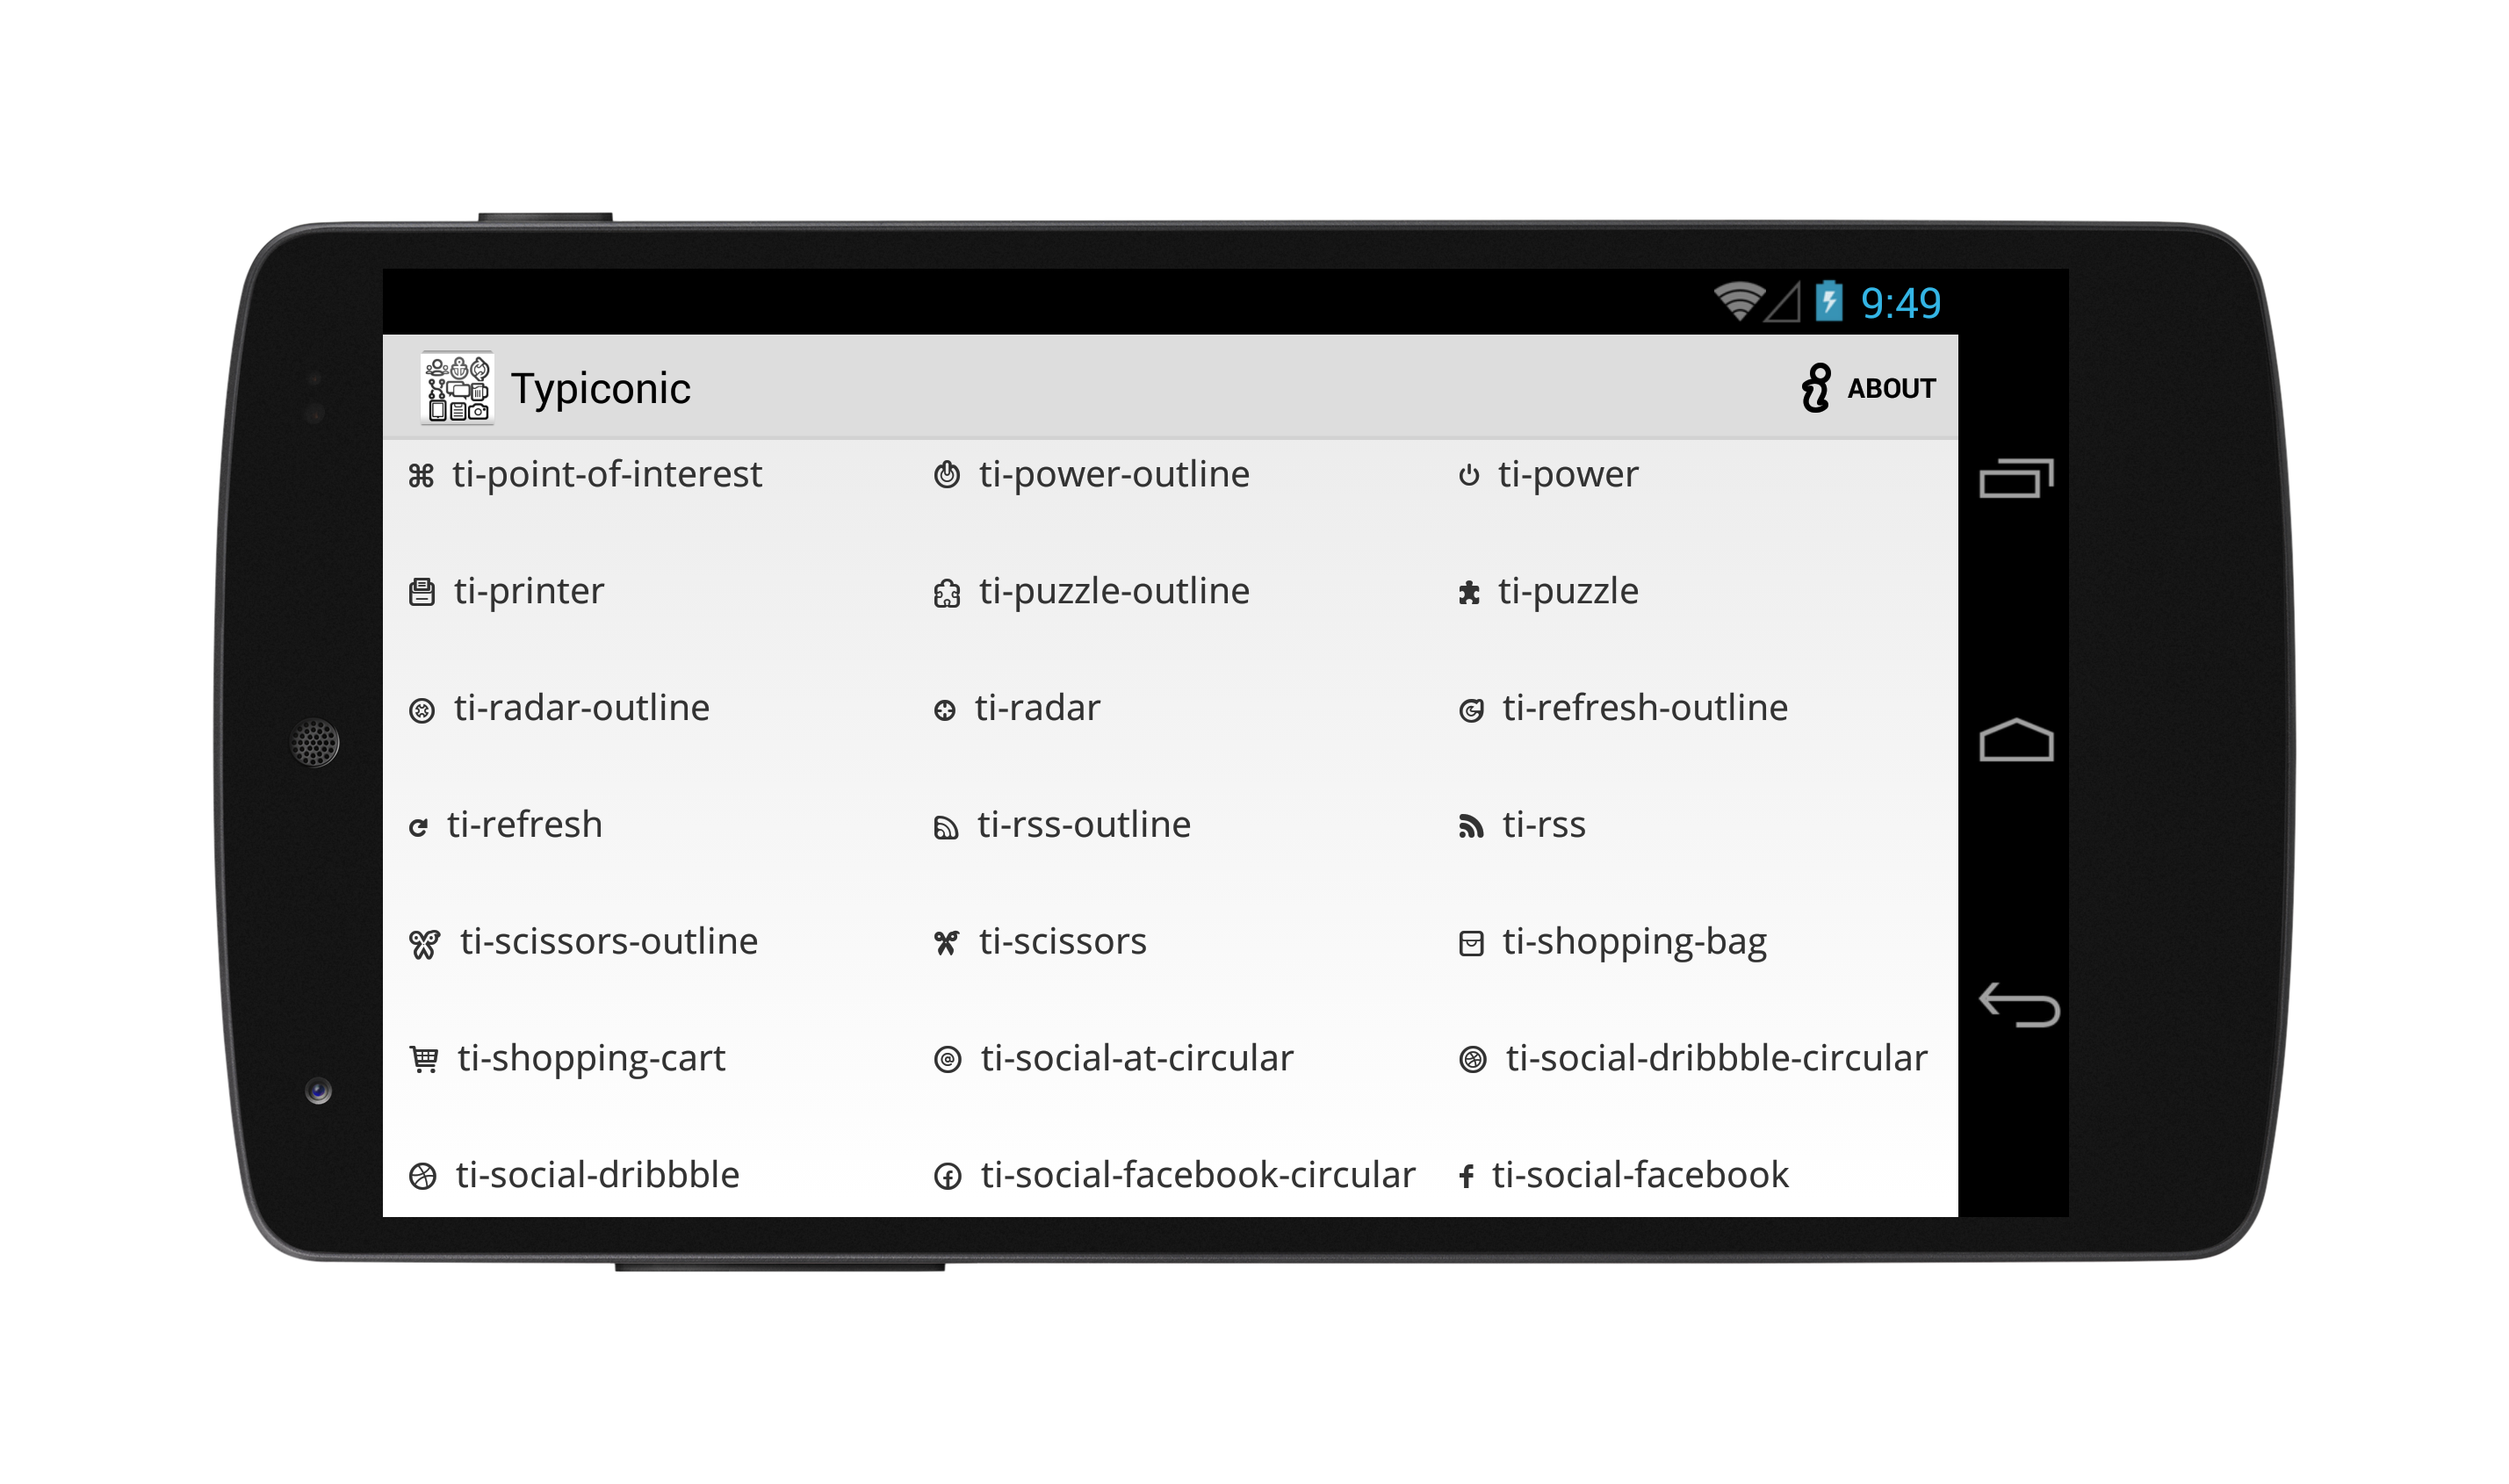 9:49
Typiconic ABOUT
ti-point-of-interest ti-power-outline ti-power
ti-printer ti-puzzle-outline ti-puzzle
ti-radar-outline ti-radar ti-refresh-outline
ti-refresh ti-rss-outline ti-rss
ti-scissors-outline ti-scissors ti-shopping-bag
ti-shopping-cart ti-social-at-circular ti-social-dribbble-circular
ti-social-dribbble ti-social-facebook-circular ti-social-facebook